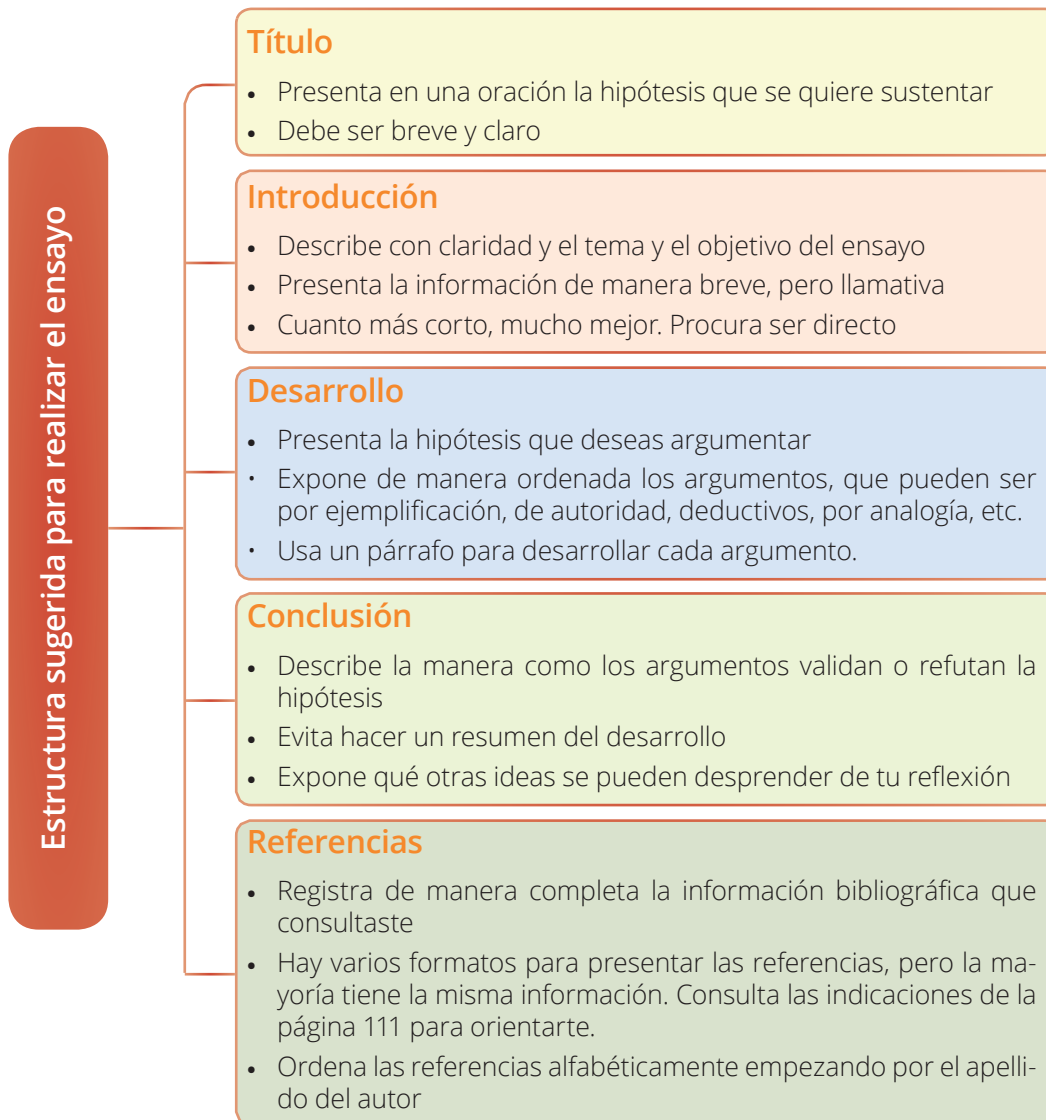 Estructura sugerida para realizar el ensayo
Título
• Presenta en una oración la hipótesis que se quiere sustentar
• Debe ser breve y claro
Introducción
• Describe con claridad y el tema y el objetivo del ensayo
• Presenta la información de manera breve, pero llamativa
• Cuanto más corto, mucho mejor. Procura ser directo
Desarrollo
• Presenta la hipótesis que deseas argumentar
• Expone de manera ordenada los argumentos, que pueden ser
por ejemplificación, de autoridad, deductivos, por analogía, etc.
• Usa un párrafo para desarrollar cada argumento.
Conclusión
• Describe la manera como los argumentos validan o refutan la
hipótesis
• Evita hacer un resumen del desarrollo
• Expone qué otras ideas se pueden desprender de tu reflexión
Referencias
• Registra de manera completa la información bibliográfica que
consultaste
• Hay varios formatos para presentar las referencias, pero la ma-
yoría tiene la misma información. Consulta las indicaciones de la
página 111 para orientarte.
• Ordena las referencias alfabéticamente empezando por el apelli-
do del autor